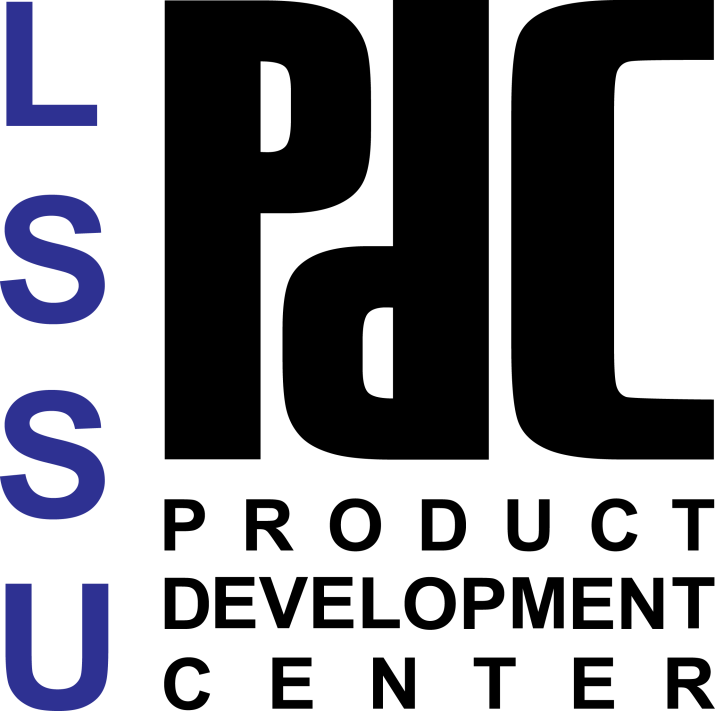 LSSU
PdC
PRODUCT
DEVELOPMENT
CENTER